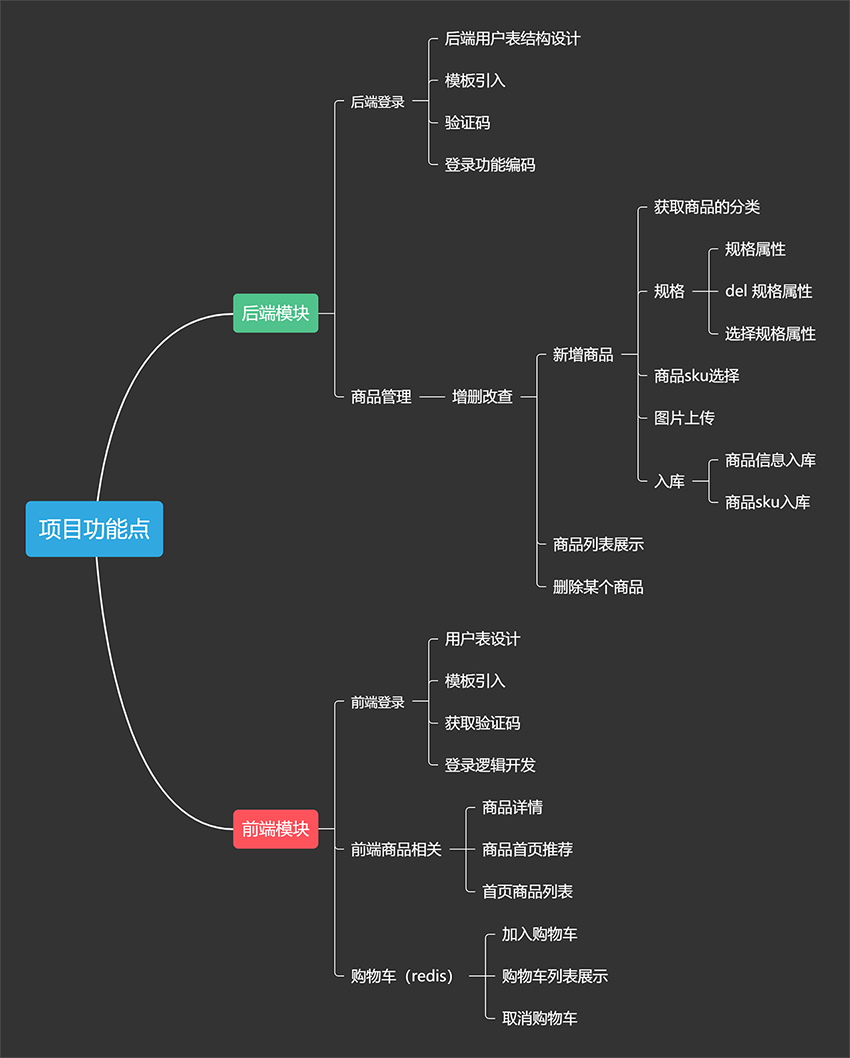 项目功能点
后端模块
后端登录
后端用户表结构设计
模板引入
验证码
登录功能编码
商品管理
增删改查
新增商品
获取商品的分类
规格
规格属性
del 规格属性
选择规格属性
商品sku选择
图片上传
入库
商品信息入库
商品sku入库
商品列表展示
删除某个商品
前端模块
前端登录
用户表设计
模板引入
获取验证码
登录逻辑开发
前端商品相关
商品详情
商品首页推荐
首页商品列表
购物车（redis）
加入购物车
购物车列表展示
取消购物车